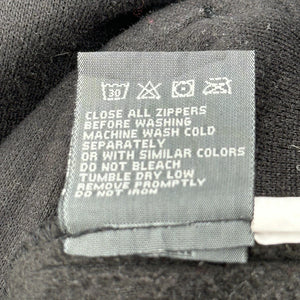 30
CLOSE ALL ZIPPERS
BEFORE WASHING
MACHINE WASH COLD
SEPARATELY
OR WITH SIMILAR COLORS
DO NOT BLEACH
TUMBLE DRY LOW
REMOVE PROMPTLY
DO NOT IRON